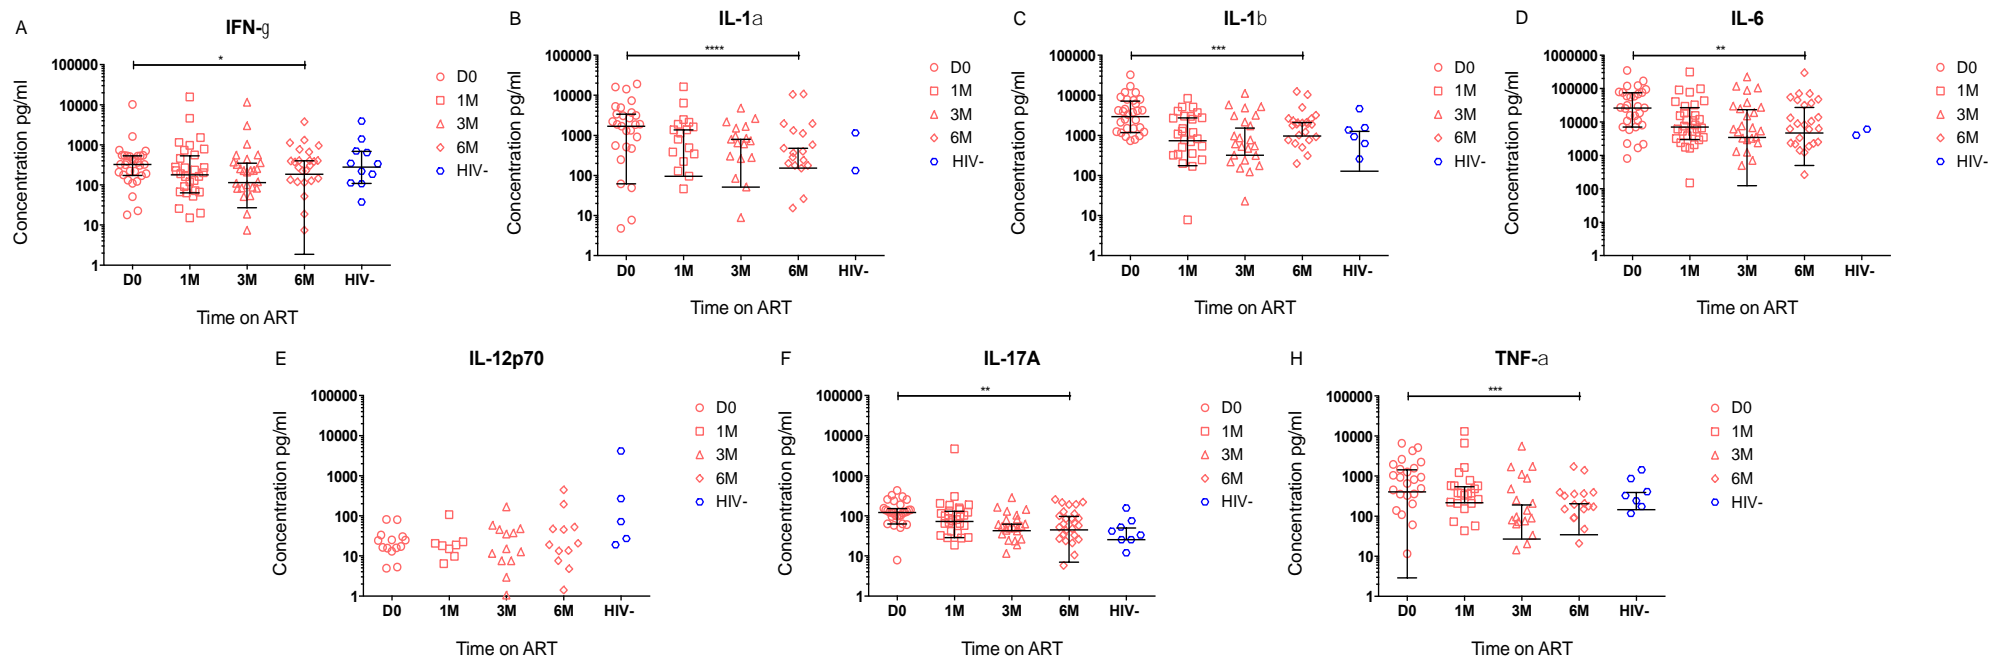 A
IFN-g
*
Concentration pg/ml
100000
10000
1000
100
10
1
D0
1M
3M
6M
HIV-
Time on ART
D0
1M
3M
6M
HIV-
B
IL-1a
****
Concentration pg/ml
100000
10000
1000
100
10
1
D0
1M
3M
6M
HIV-
Time on ART
D0
1M
3M
6M
HIV-
C
IL-1b
***
Concentration pg/ml
100000
10000
1000
100
10
1
D0
1M
3M
6M
HIV-
Time on ART
D0
1M
3M
6M
HIV-
D
IL-6
**
Concentration pg/ml
1000000
100000
10000
1000
100
10
1
D0
1M
3M
6M
HIV-
Time on ART
D0
1M
3M
6M
HIV-
E
IL-12p70
Concentration pg/ml
100000
10000
1000
100
10
1
D0
1M
3M
6M
HIV-
Time on ART
D0
1M
3M
6M
HIV-
F
IL-17A
**
Concentration pg/ml
100000
10000
1000
100
10
1
D0
1M
3M
6M
HIV-
Time on ART
D0
1M
3M
6M
HIV-
H
TNF-a
***
Concentration pg/ml
100000
10000
1000
100
10
1
D0
1M
3M
6M
HIV-
Time on ART
D0
1M
3M
6M
HIV-